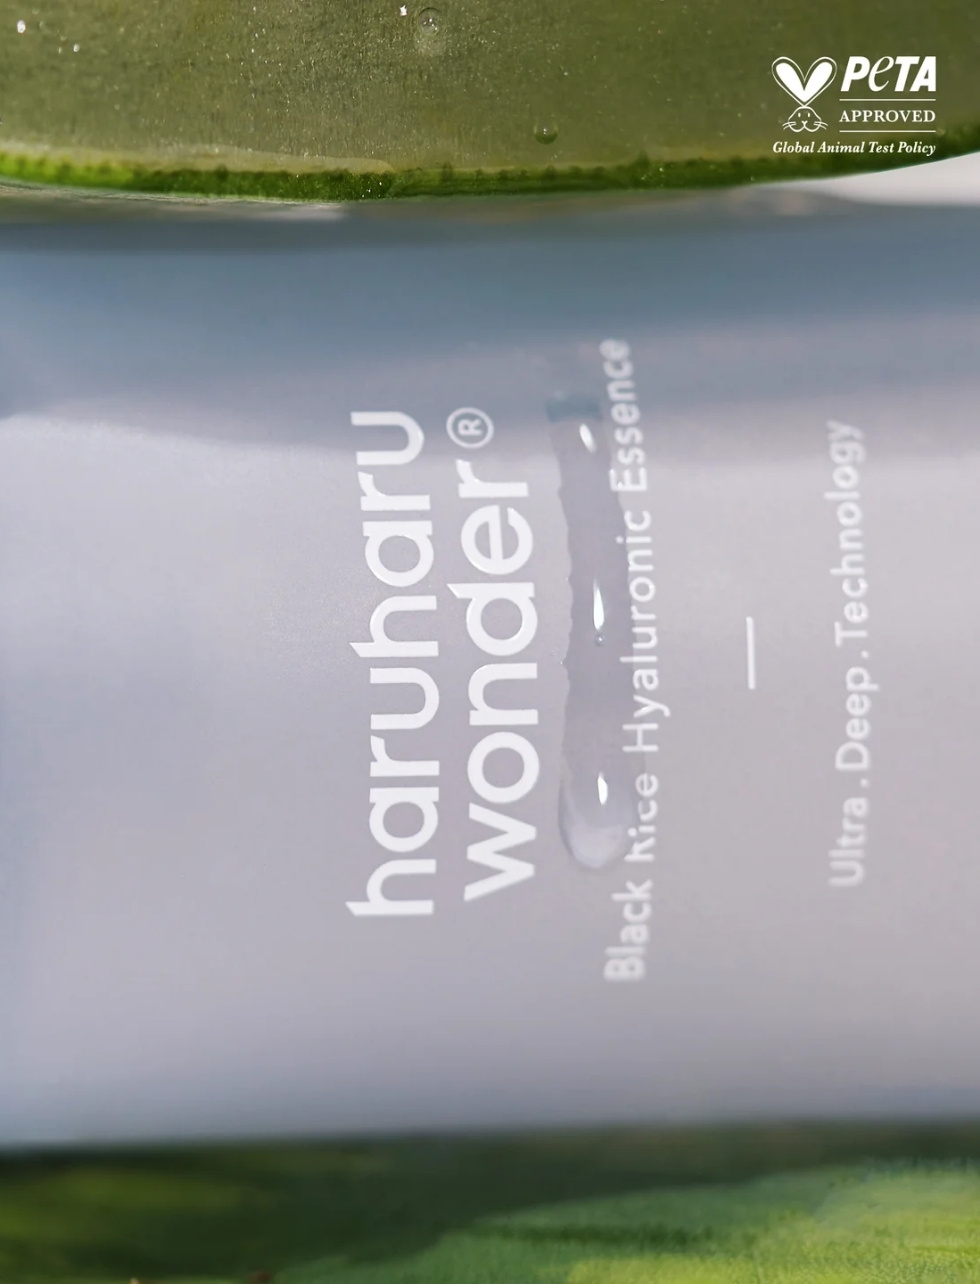 PETA
APPROVED
Global Animal Test Policy
haruharu
wonder®
Black Rice Hyaluronic Essence
Ultra . Deep . Technology